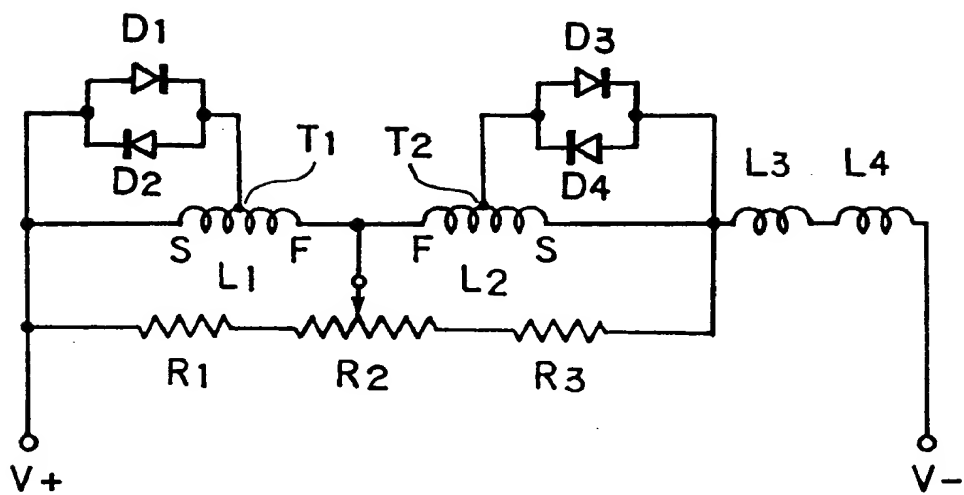 D1 D3
D2 T1 T2 D4 L3 L4
S F F S
L1 L2
R1 R2 R3
V+ V-